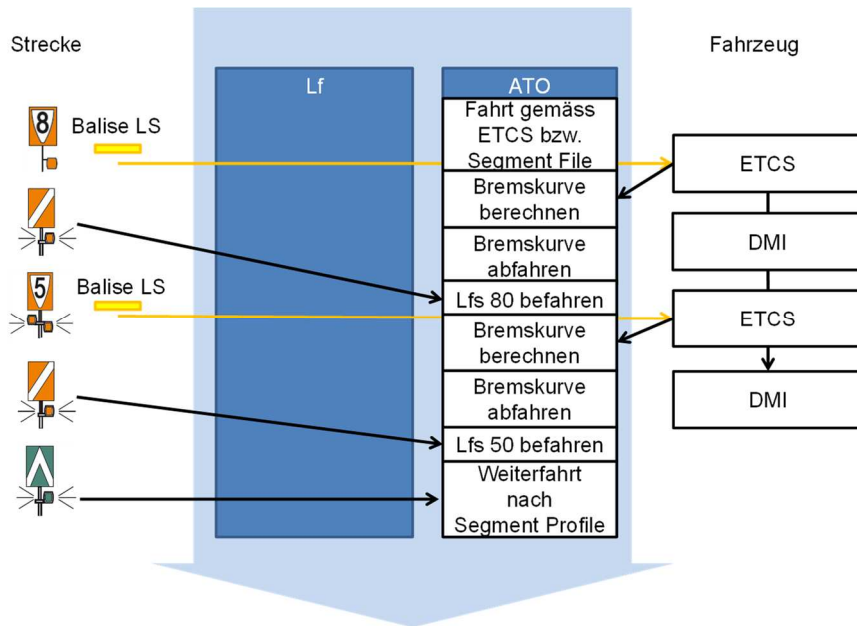 Strecke
Fahrzeug
Lf
ATO
8
Balise LS
Fahrt gemäss
ETCS bzw.
Segment File
ETCS
Bremskurve
berechnen
Bremskurve
abfahren
DMI
5
Balise LS
Lfs 80 befahren
ETCS
Bremskurve
berechnen
Bremskurve
abfahren
DMI
Lfs 50 befahren
Weiterfahrt
nach
Segment Profile